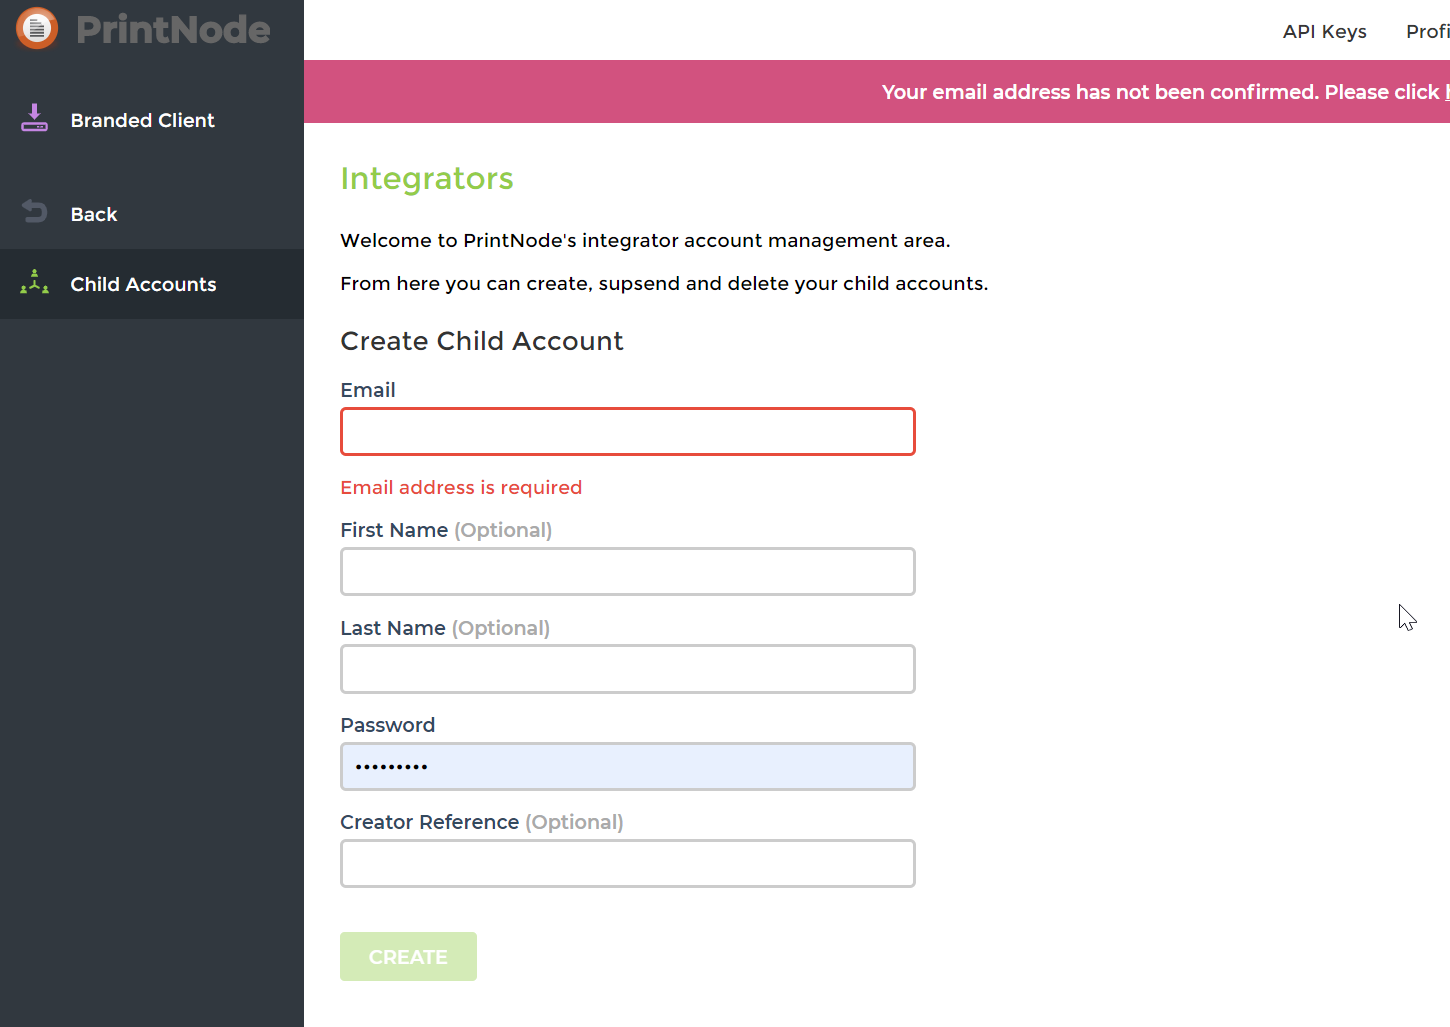 PrintNode
API Keys
Your email address has not been confirmed. Please click
Branded Client
Back
Child Accounts
Integrators
Welcome to PrintNode's integrator account management area.
From here you can create, supsend and delete your child accounts.
Create Child Account
Email
Email address is required
First Name (Optional)
Last Name (Optional)
Password
•••••••••
Creator Reference (Optional)
CREATE